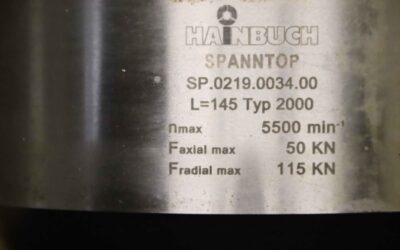 HAINBUCH
SPANNTOP
SP.0219.0034.00
L=145 Typ 2000
nmax 5500 min-1
Faxial max 50 KN
Fradial max 115 KN